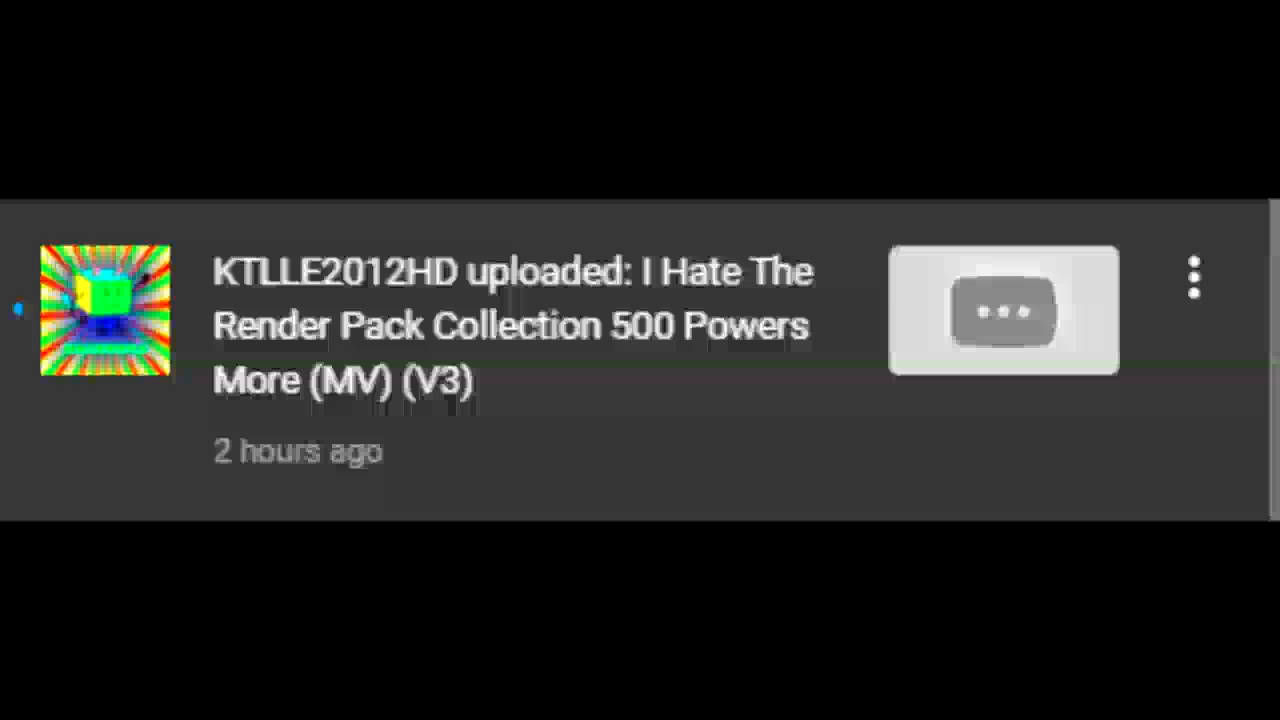 KTLLE2012HD uploaded: I Hate The
Render Pack Collection 500 Powers
More (MV) (V3)
2 hours ago